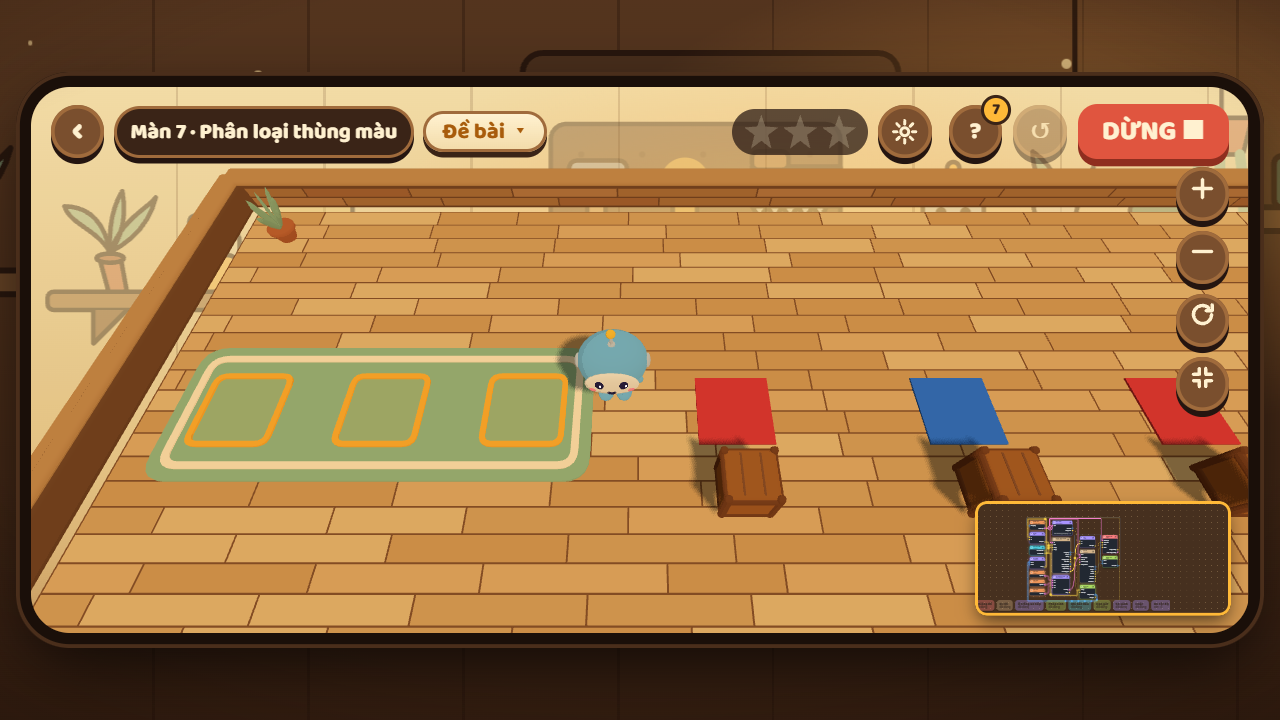 Màn 7 • Phân loại thùng màu
Đề bài
?
7
DỪNG